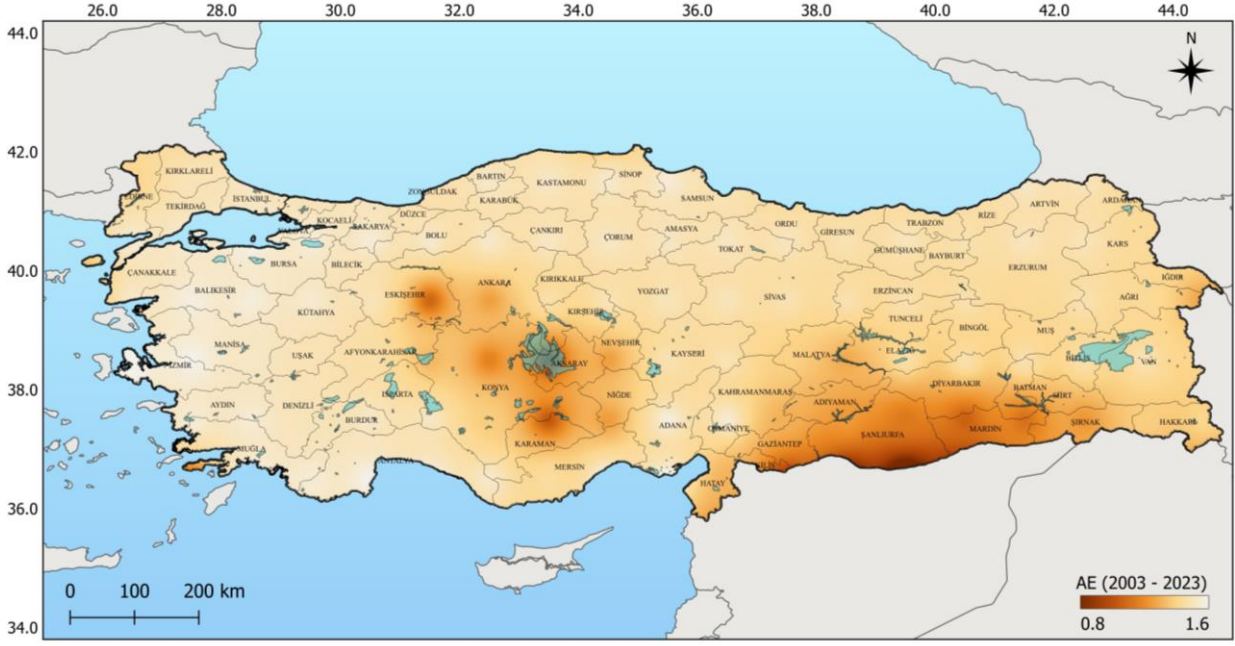 26.0 28.0 30.0 32.0 34.0 36.0 38.0 40.0 42.0 44.0
44.0
N
42.0
KIRKLARELİ
EDİRNE
TEKİRDAĞ
İSTANBUL
KOCAELİ
YALOVA
SAKARYA
DÜZCE
ZONGULDAK
BARTIN
KARABÜK
KASTAMONU
SİNOP
SAMSUN
BOLU
ÇANKIRI
ÇORUM
AMASYA
TOKAT
ORDU
GİRESUN
TRABZON
GÜMÜŞHANE
BAYBURT
RİZE
ARTVİN
ARDAHAN
KARS
40.0
ÇANAKKALE
BURSA
BİLECİK
BALIKESİR
KÜTAHYA
ESKİŞEHİR
ANKARA
KIRIKKALE
KIRŞEHİR
YOZGAT
SİVAS
ERZİNCAN
ERZURUM
IĞDIR
AĞRI
TUNCELİ
BİNGÖL
MUŞ
MANİSA
İZMİR
UŞAK
AFYONKARAHİSAR
NEVŞEHİR
AKSARAY
KAYSERİ
MALATYA
ELAZIĞ
BİTLİS
VAN
38.0
AYDIN
DENİZLİ
ISPARTA
BURDUR
KONYA
NİĞDE
KAHRAMANMARAŞ
ADIYAMAN
DİYARBAKIR
BATMAN
SİİRT
MUĞLA
ANTALYA
KARAMAN
MERSİN
ADANA
OSMANİYE
GAZİANTEP
KİLİS
ŞANLIURFA
MARDİN
ŞIRNAK
HAKKARİ
HATAY
36.0
0 100 200 km
AE (2003 - 2023)
0.8 1.6
34.0